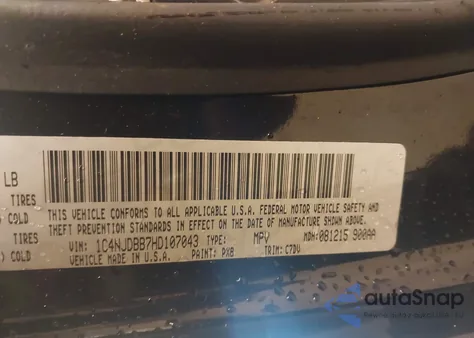 LB
TIRES
COLD
TIRES
COLD
THIS VEHICLE CONFORMS TO ALL APPLICABLE U.S.A. FEDERAL MOTOR VEHICLE SAFETY AND
THEFT PREVENTION STANDARDS IN EFFECT ON THE DATE OF MANUFACTURE SHOWN ABOVE.
VIN: 1C4NJDBB7HD107043 TYPE: MPV MDH: 081215 900AA
VEHICLE MADE IN U.S.A. PAINT: PX8 TRIM: C7DV
autoSnap